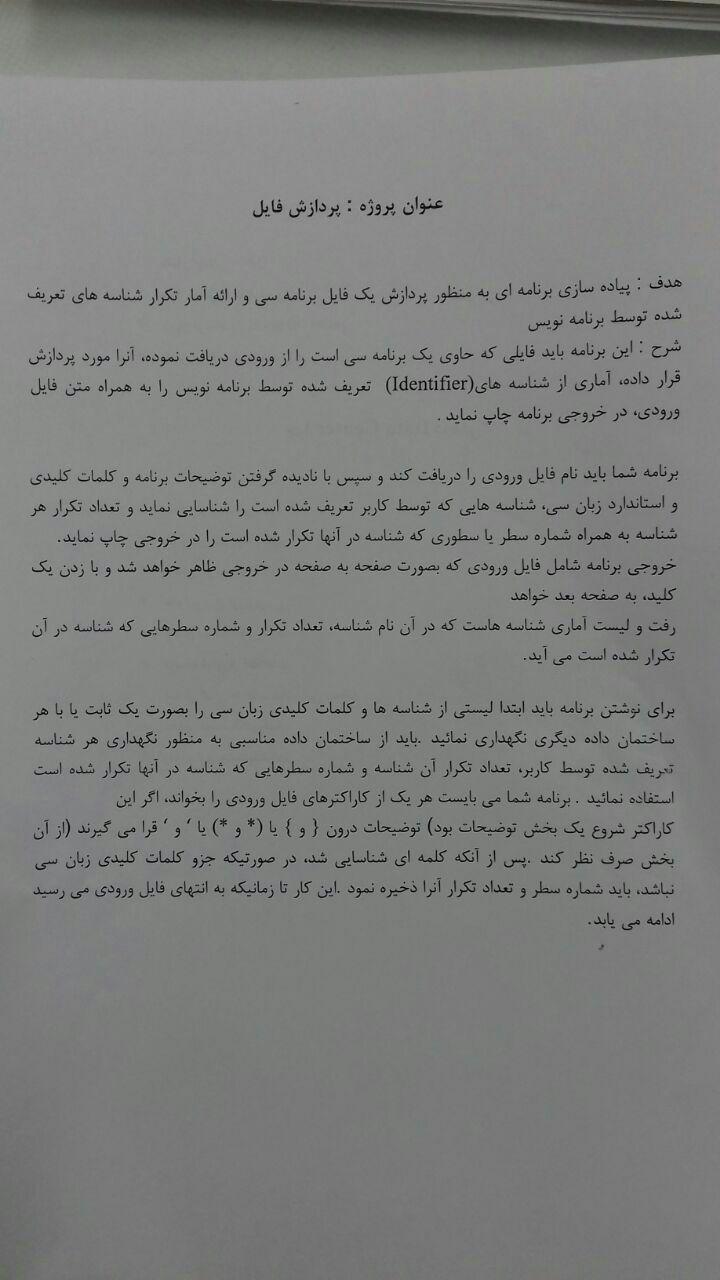 عنوان پروژه : پردازش فایل
هدف : پیاده سازی برنامه ای به منظور پردازش یک فایل برنامه سی و ارائه آمار تکرار شناسه های تعریف
شده توسط برنامه نویس
شرح : این برنامه باید فایلی که حاوی یک برنامه سی است را از ورودی دریافت نموده، آنرا مورد پردازش
قرار داده، آماری از شناسه های(Identifier) تعریف شده توسط برنامه نویس را به همراه متن فایل
ورودی، در خروجی برنامه چاپ نماید .
برنامه شما باید نام فایل ورودی را دریافت کند و سپس با نادیده گرفتن توضیحات برنامه و کلمات کلیدی
و استاندارد زبان سی، شناسه هایی که توسط کاربر تعریف شده است را شناسایی نماید و تعداد تکرار هر
شناسه به همراه شماره سطر یا سطوری که شناسه در آنها تکرار شده است را در خروجی چاپ نماید.
خروجی برنامه شامل فایل ورودی که بصورت صفحه به صفحه در خروجی ظاهر خواهد شد و با زدن یک
کلید، به صفحه بعد خواهد
رفت و لیست آماری شناسه هاست که در آن نام شناسه، تعداد تکرار و شماره سطرهایی که شناسه در آن
تکرار شده است می آید.
برای نوشتن برنامه باید ابتدا لیستی از شناسه ها و کلمات کلیدی زبان سی را بصورت یک ثابت یا با هر
ساختمان داده دیگری نگهداری نمائید .باید از ساختمان داده مناسبی به منظور نگهداری هر شناسه
تعریف شده توسط کاربر، تعداد تکرار آن شناسه و شماره سطرهایی که شناسه در آنها تکرار شده است
استفاده نمائید . برنامه شما می بایست هر یک از کاراکترهای فایل ورودی را بخواند، اگر این
کاراکتر شروع یک بخش توضیحات بود) توضیحات درون { و } یا (* و *) یا ‘ و ‘ قرا می گیرند (از آن
بخش صرف نظر کند .پس از آنکه کلمه ای شناسایی شد، در صورتیکه جزو کلمات کلیدی زبان سی
نباشد، باید شماره سطر و تعداد تکرار آنرا ذخیره نمود .این کار تا زمانیکه به انتهای فایل ورودی می رسید
ادامه می یابد.